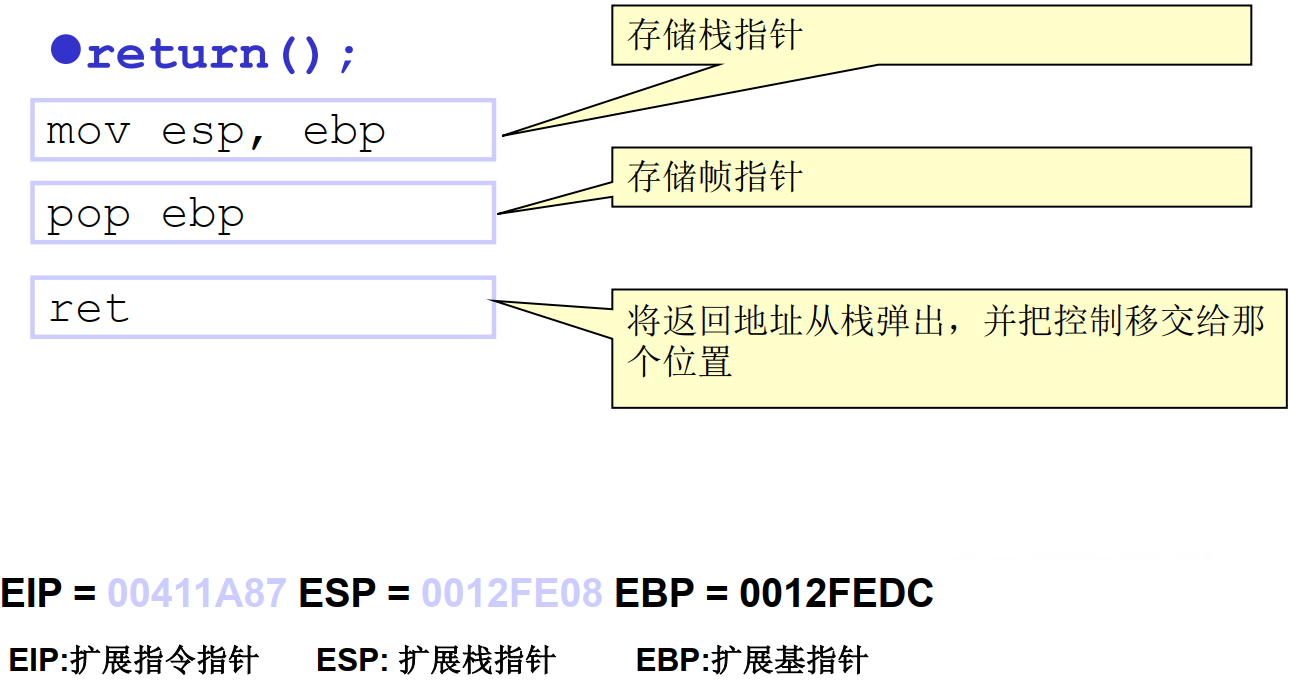 ●return();
存储栈指针
mov esp, ebp
存储帧指针
pop ebp
ret
将返回地址从栈弹出，并把控制移交给那
个位置
EIP = 00411A87 ESP = 0012FE08 EBP = 0012FEDC
EIP:扩展指令指针 ESP: 扩展栈指针 EBP:扩展基指针